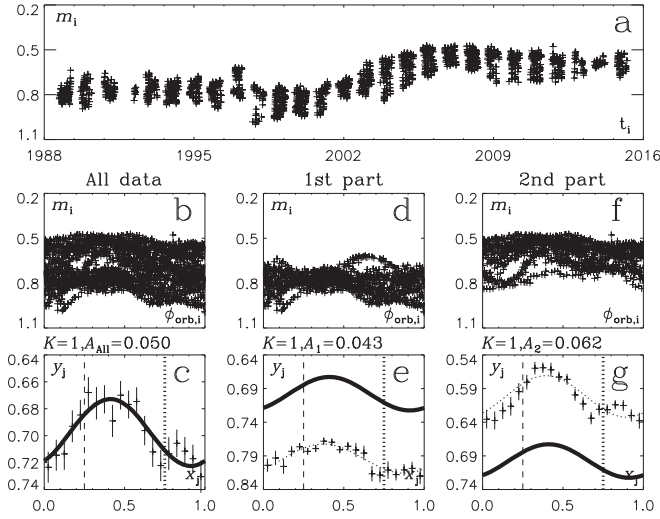 0.2 m_i a
0.5
0.8
1.1 t_i
1988 1995 2002 2009 2016
All data 1st part 2nd part
0.2 m_i b 0.2 m_i d 0.2 m_i f
0.5 0.5 0.5
0.8 0.8 0.8
1.1 ϕ_orb,i 1.1 ϕ_orb,i 1.1 ϕ_orb,i
K=1,A_All=0.050 K=1,A_1=0.043 K=1,A_2=0.062
0.64 y_j c 0.64 y_j e 0.54 y_j g
0.66 0.69 0.59
0.68
0.70 0.74 0.64
0.72 0.79 0.69
0.74 x_j 0.84 x_j 0.74 x_j
0.0 0.5 1.0 0.0 0.5 1.0 0.0 0.5 1.0